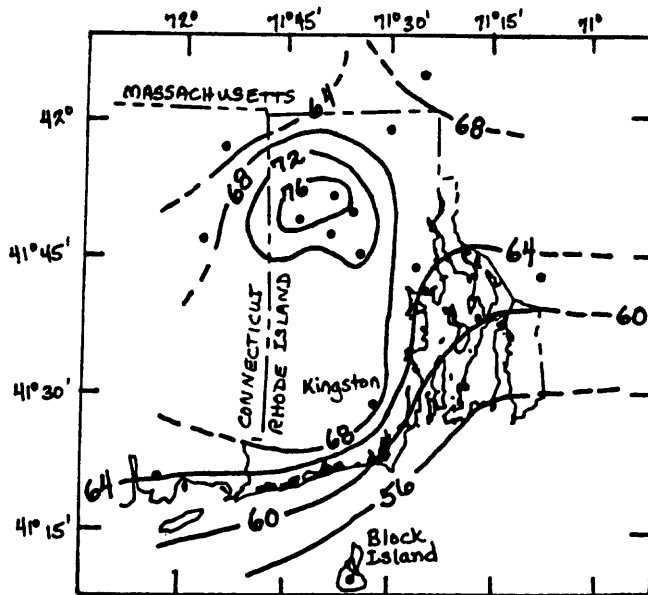 72° 71°45' 71°30' 71°15' 71°
MASSACHUSETTS
64
42°
68
72
68
76
41°45'
64
60
CONNECTICUT
RHODE ISLAND
Kingston
41°30'
68
64
56
60
41°15'
Block
Island